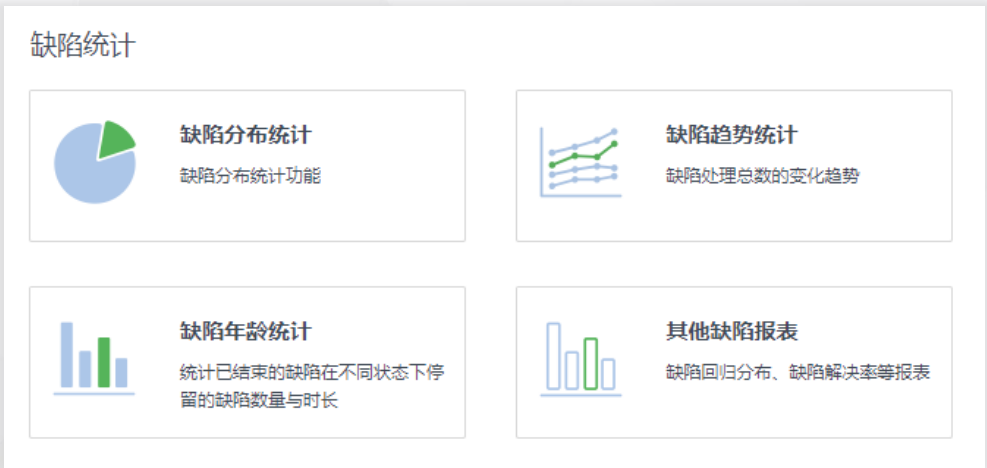 缺陷统计
缺陷分布统计
缺陷分布统计功能
缺陷趋势统计
缺陷处理总数的变化趋势
缺陷年龄统计
统计已结束的缺陷在不同状态下停
留的缺陷数量与时长
其他缺陷报表
缺陷回归分布、缺陷解决率等报表